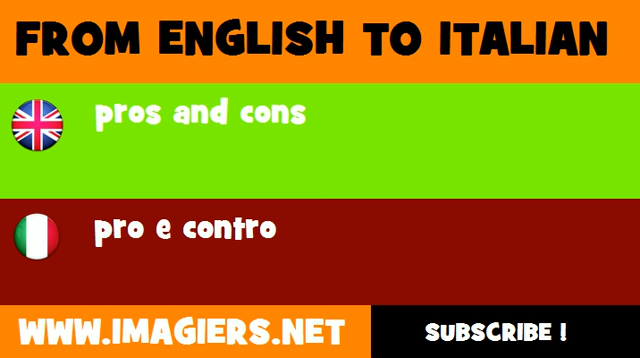 FROM ENGLISH TO ITALIAN
pros and cons
pro e contro
WWW.IMAGIERS.NET
SUBSCRIBE !